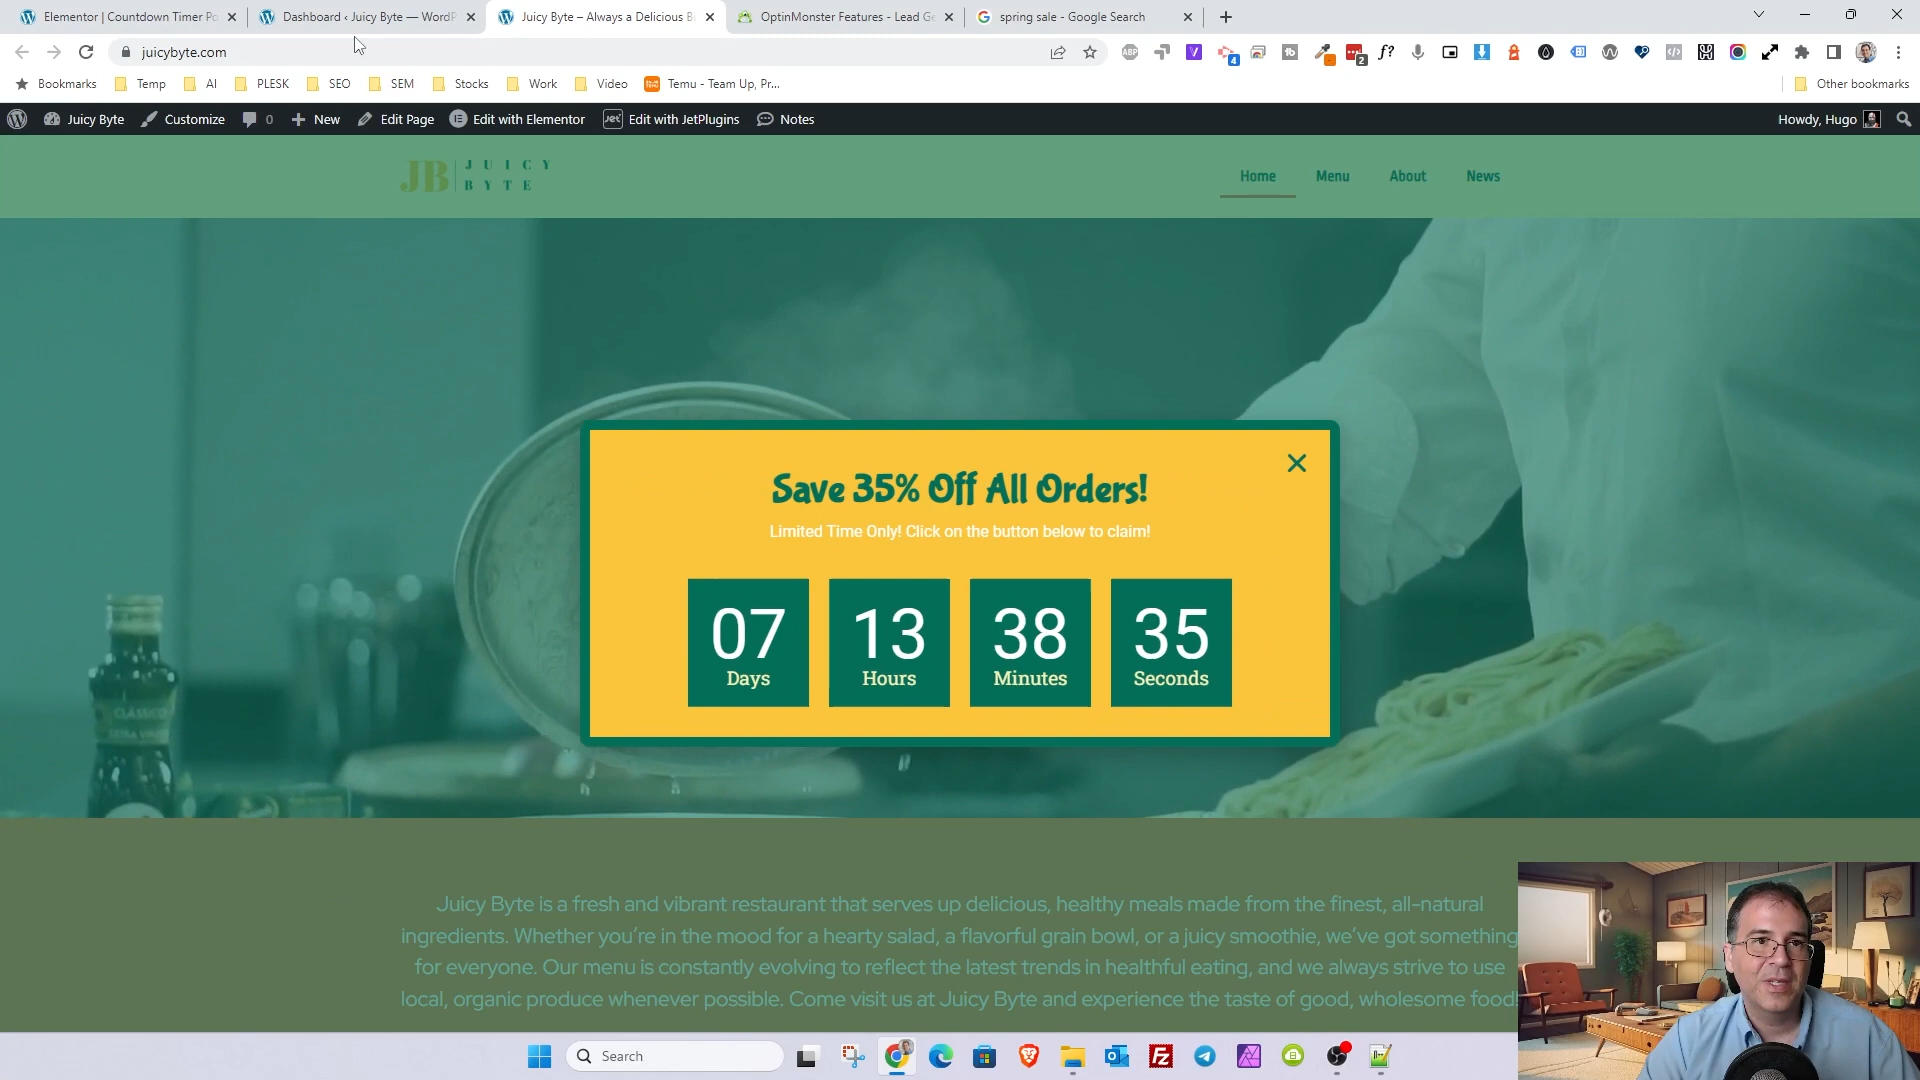 Elementor | Countdown Timer Po
Dashboard ‹ Juicy Byte — WordP
Juicy Byte – Always a Delicious B
OptinMonster Features - Lead Ge
spring sale - Google Search
juicybyte.com
Bookmarks
Temp
AI
PLESK
SEO
SEM
Stocks
Work
Video
Temu - Team Up, Pr...
Other bookmarks
Juicy Byte
Customize
0
New
Edit Page
Edit with Elementor
Edit with JetPlugins
Notes
Howdy, Hugo
JB
JUICY
BYTE
Home
Menu
About
News
Save 35% Off All Orders!
Limited Time Only! Click on the button below to claim!
07
13
38
35
Days
Hours
Minutes
Seconds
CLÁSSICO
Juicy Byte is a fresh and vibrant restaurant that serves up delicious, healthy meals made from the finest, all-natural
ingredients. Whether you're in the mood for a hearty salad, a flavorful grain bowl, or a juicy smoothie, we've got something
for everyone. Our menu is constantly evolving to reflect the latest trends in healthful eating, and we always strive to use
local, organic produce whenever possible. Come visit us at Juicy Byte and experience the taste of good, wholesome food!
Search